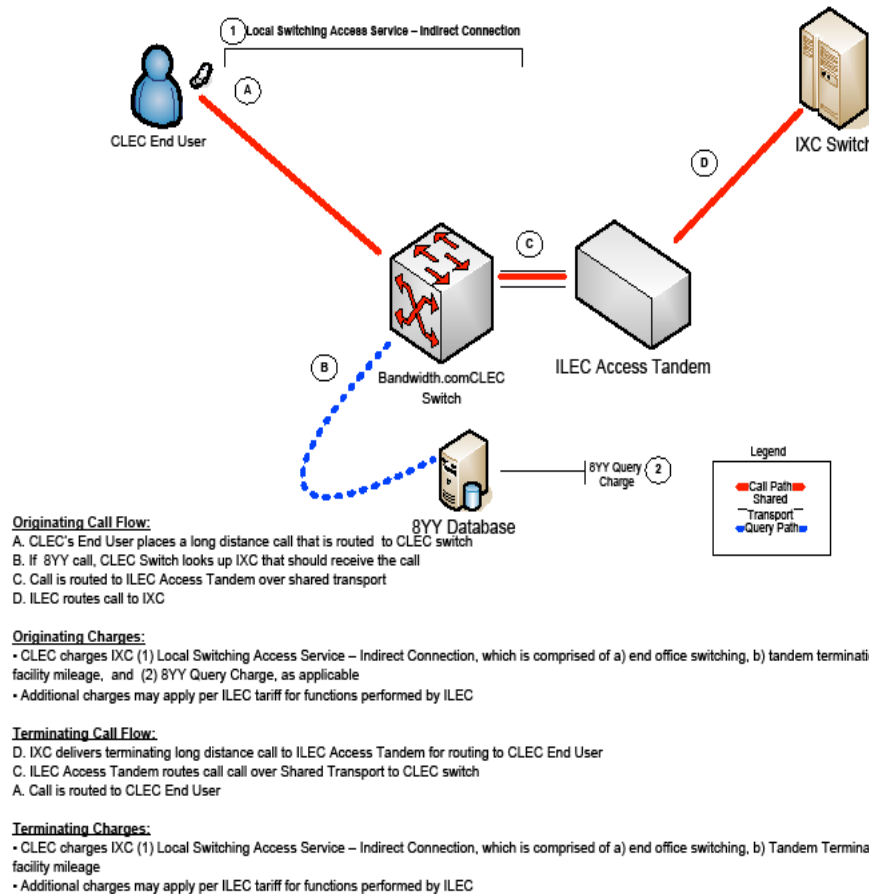 1 Local Switching Access Service – Indirect Connection
A
CLEC End User
IXC Switch
D
C
B
Bandwidth.comCLEC
Switch
ILEC Access Tandem
8YY Query
Charge
2
8YY Database
Legend
Call Path
Shared
Transport
Query Path
Originating Call Flow:
A. CLEC's End User places a long distance call that is routed to CLEC switch
B. If 8YY call, CLEC Switch looks up IXC that should receive the call
C. Call is routed to ILEC Access Tandem over shared transport
D. ILEC routes call to IXC
Originating Charges:
• CLEC charges IXC (1) Local Switching Access Service – Indirect Connection, which is comprised of a) end office switching, b) tandem terminati
facility mileage, and (2) 8YY Query Charge, as applicable
• Additional charges may apply per ILEC tariff for functions performed by ILEC
Terminating Call Flow:
D. IXC delivers terminating long distance call to ILEC Access Tandem for routing to CLEC End User
C. ILEC Access Tandem routes call call over Shared Transport to CLEC switch
A. Call is routed to CLEC End User
Terminating Charges:
• CLEC charges IXC (1) Local Switching Access Service – Indirect Connection, which is comprised of a) end office switching, b) Tandem Termina
facility mileage
• Additional charges may apply per ILEC tariff for functions performed by ILEC